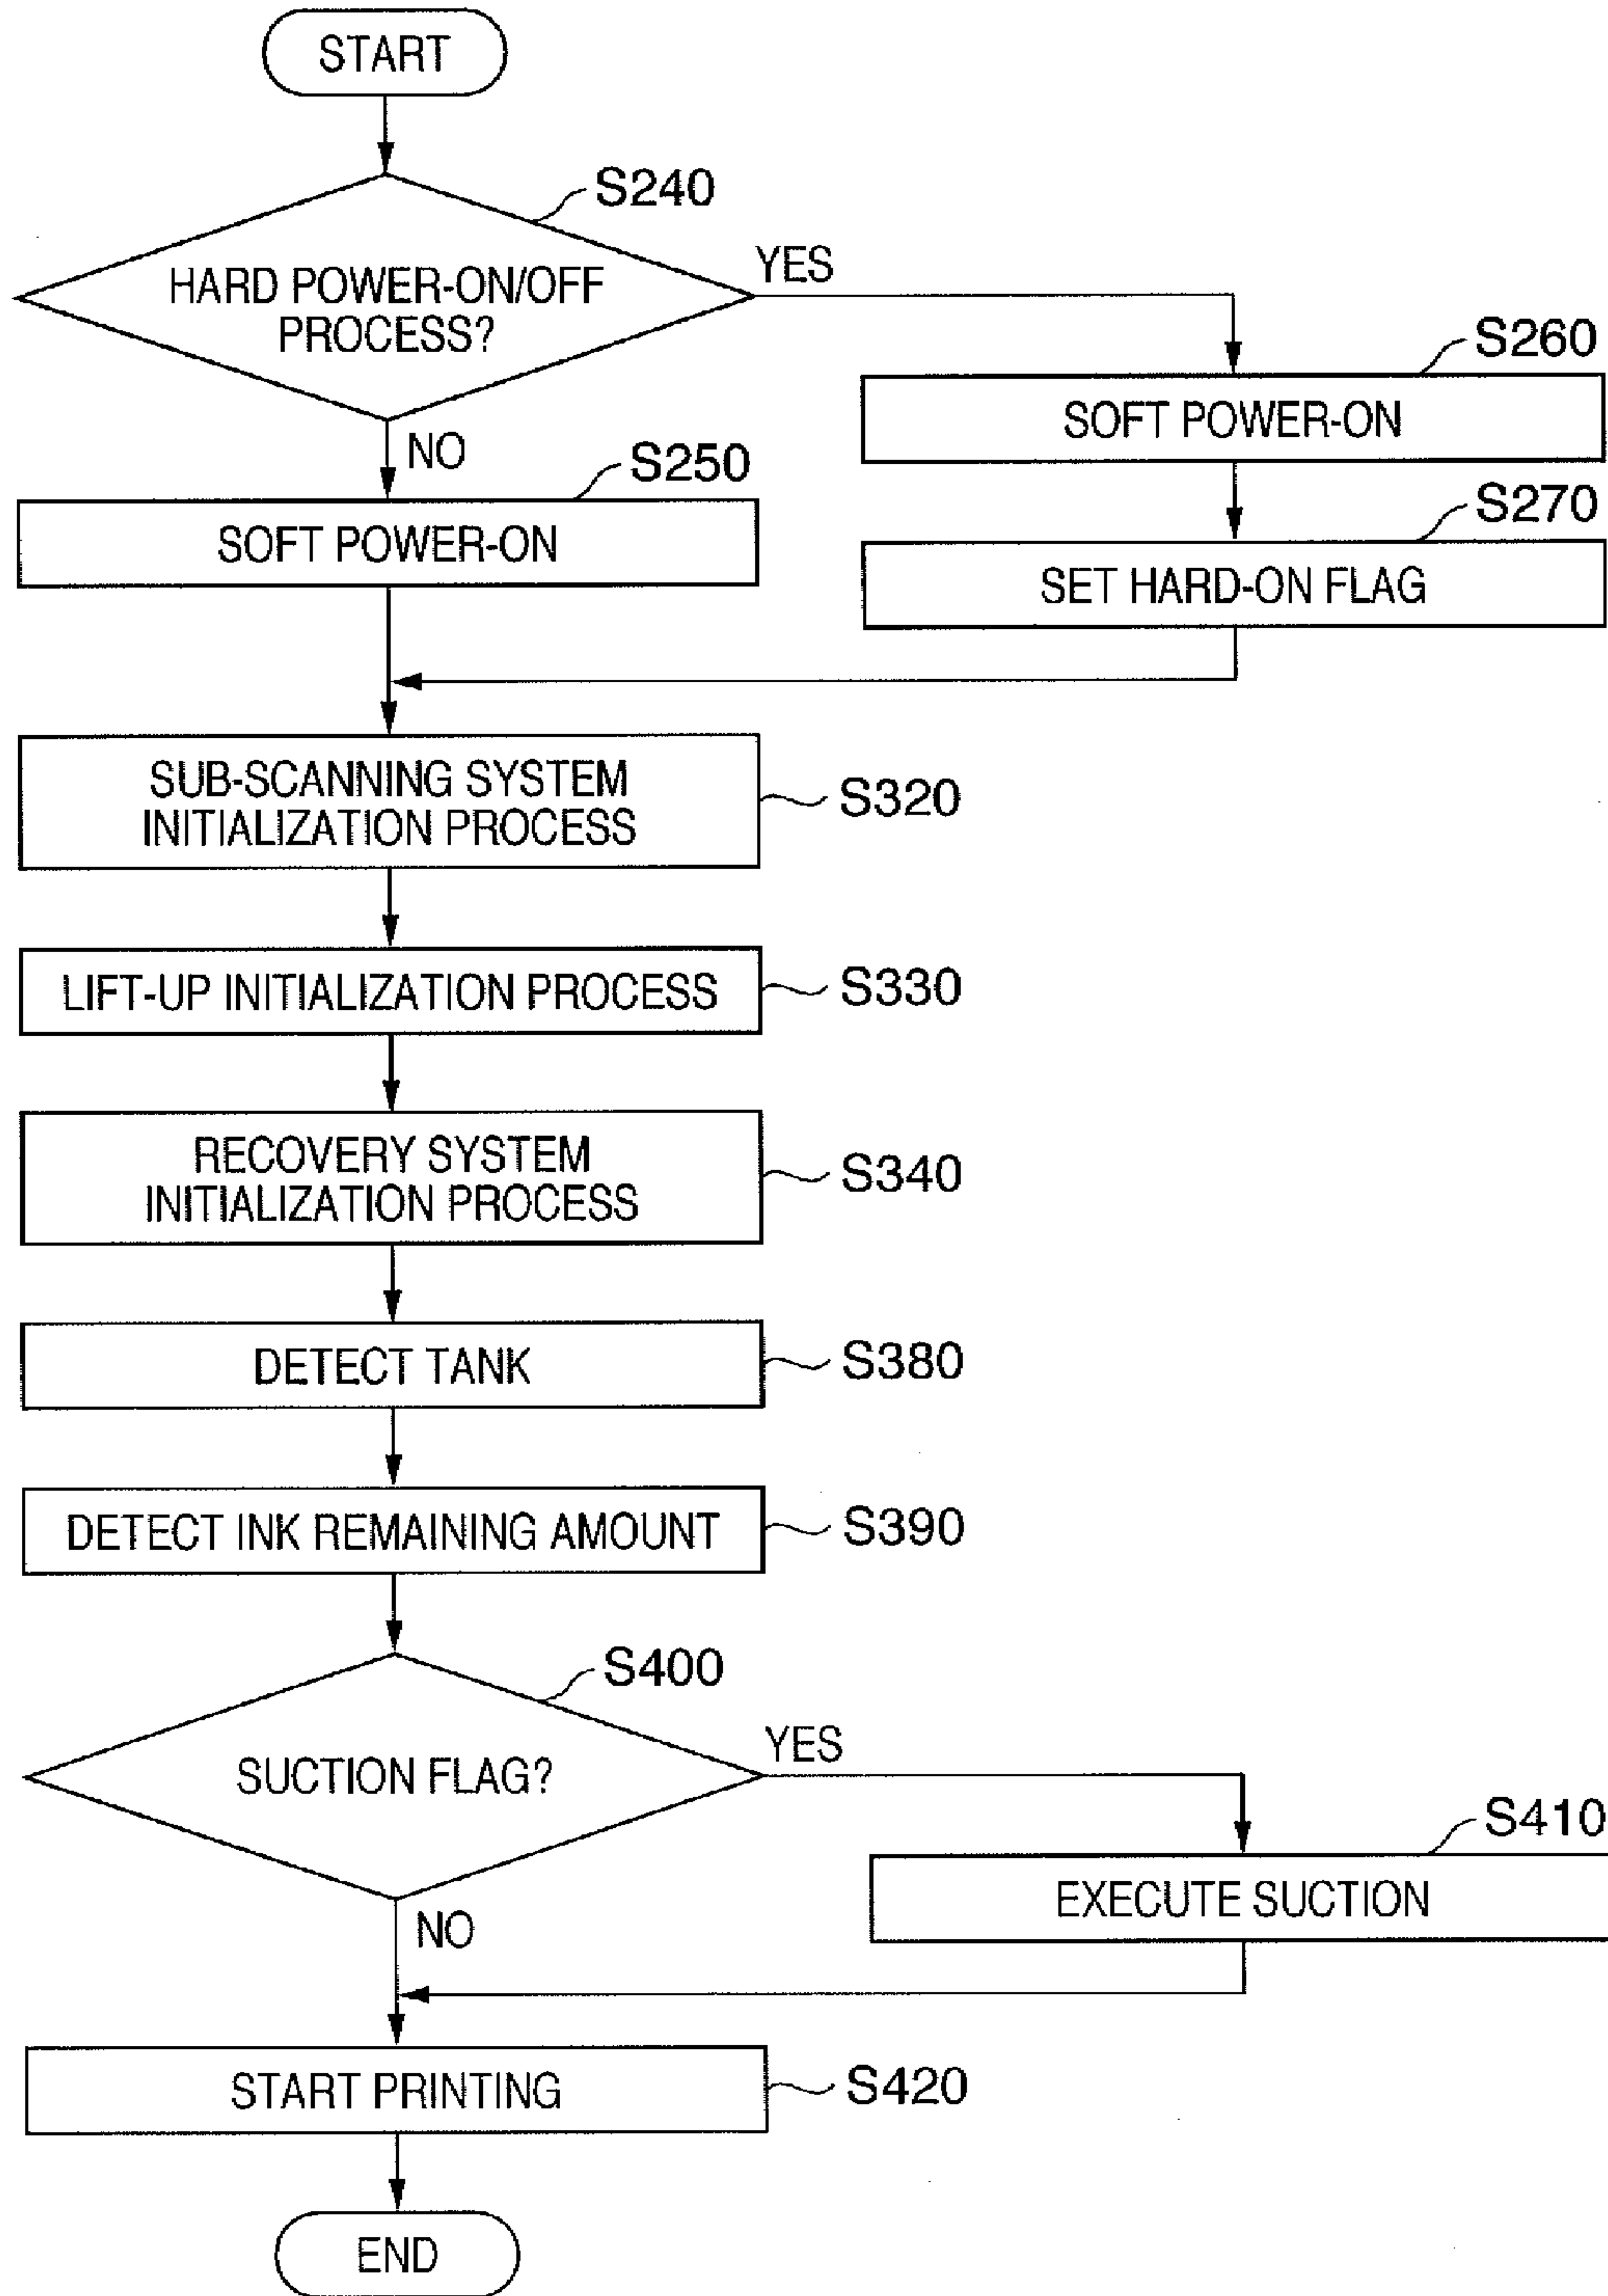 START
S240
HARD POWER-ON/OFF
PROCESS?
YES
NO
S260
SOFT POWER-ON
S250
SOFT POWER-ON
S270
SET HARD-ON FLAG
SUB-SCANNING SYSTEM
INITIALIZATION PROCESS
S320
LIFT-UP INITIALIZATION PROCESS
S330
RECOVERY SYSTEM
INITIALIZATION PROCESS
S340
DETECT TANK
S380
DETECT INK REMAINING AMOUNT
S390
S400
SUCTION FLAG?
YES
NO
S410
EXECUTE SUCTION
START PRINTING
S420
END